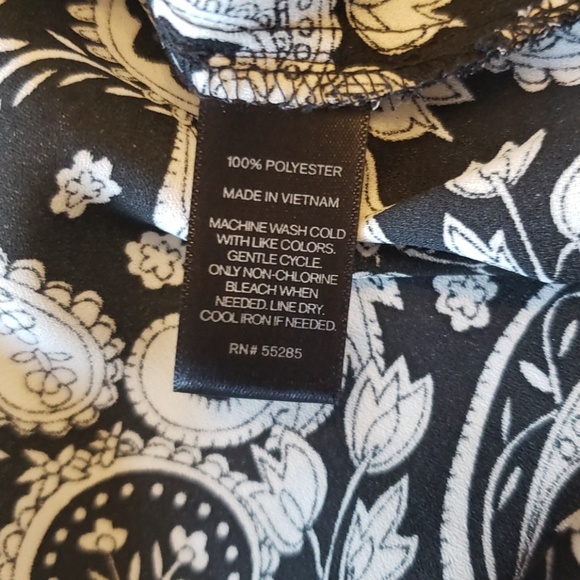 100% POLYESTER
MADE IN VIETNAM
MACHINE WASH COLD
WITH LIKE COLORS.
GENTLE CYCLE.
ONLY NON-CHLORINE
BLEACH WHEN
NEEDED. LINE DRY.
COOL IRON IF NEEDED.
RN# 55285